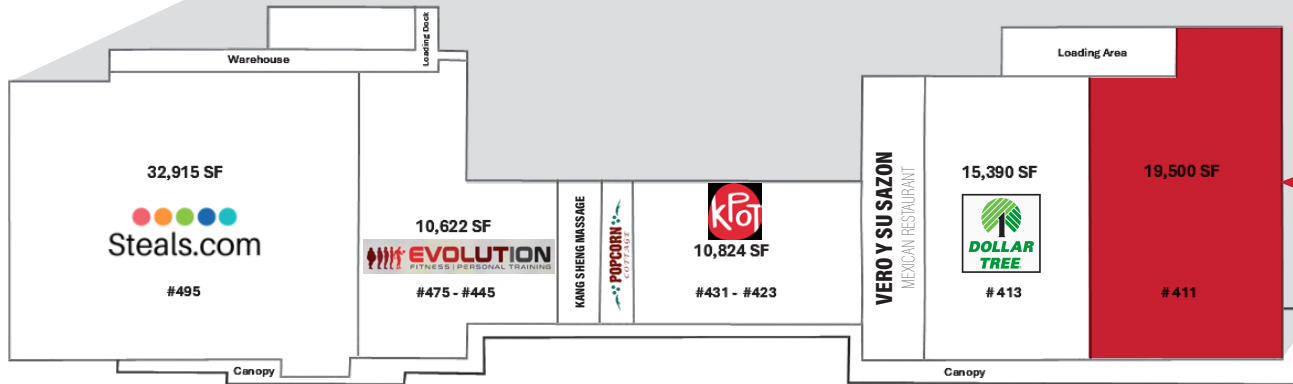 Warehouse
Loading Dock
Loading Area
32,915 SF
Steals.com
#495
10,622 SF
EVOLUTION
FITNESS | PERSONAL TRAINING
#475 - #445
KANG SHENG MASSAGE
POPCORN
COTTAGE
KPOT
10,824 SF
#431 - #423
VERO Y SU SAZON
MEXICAN RESTAURANT
15,390 SF
DOLLAR
TREE
#413
19,500 SF
#411
Canopy
Canopy